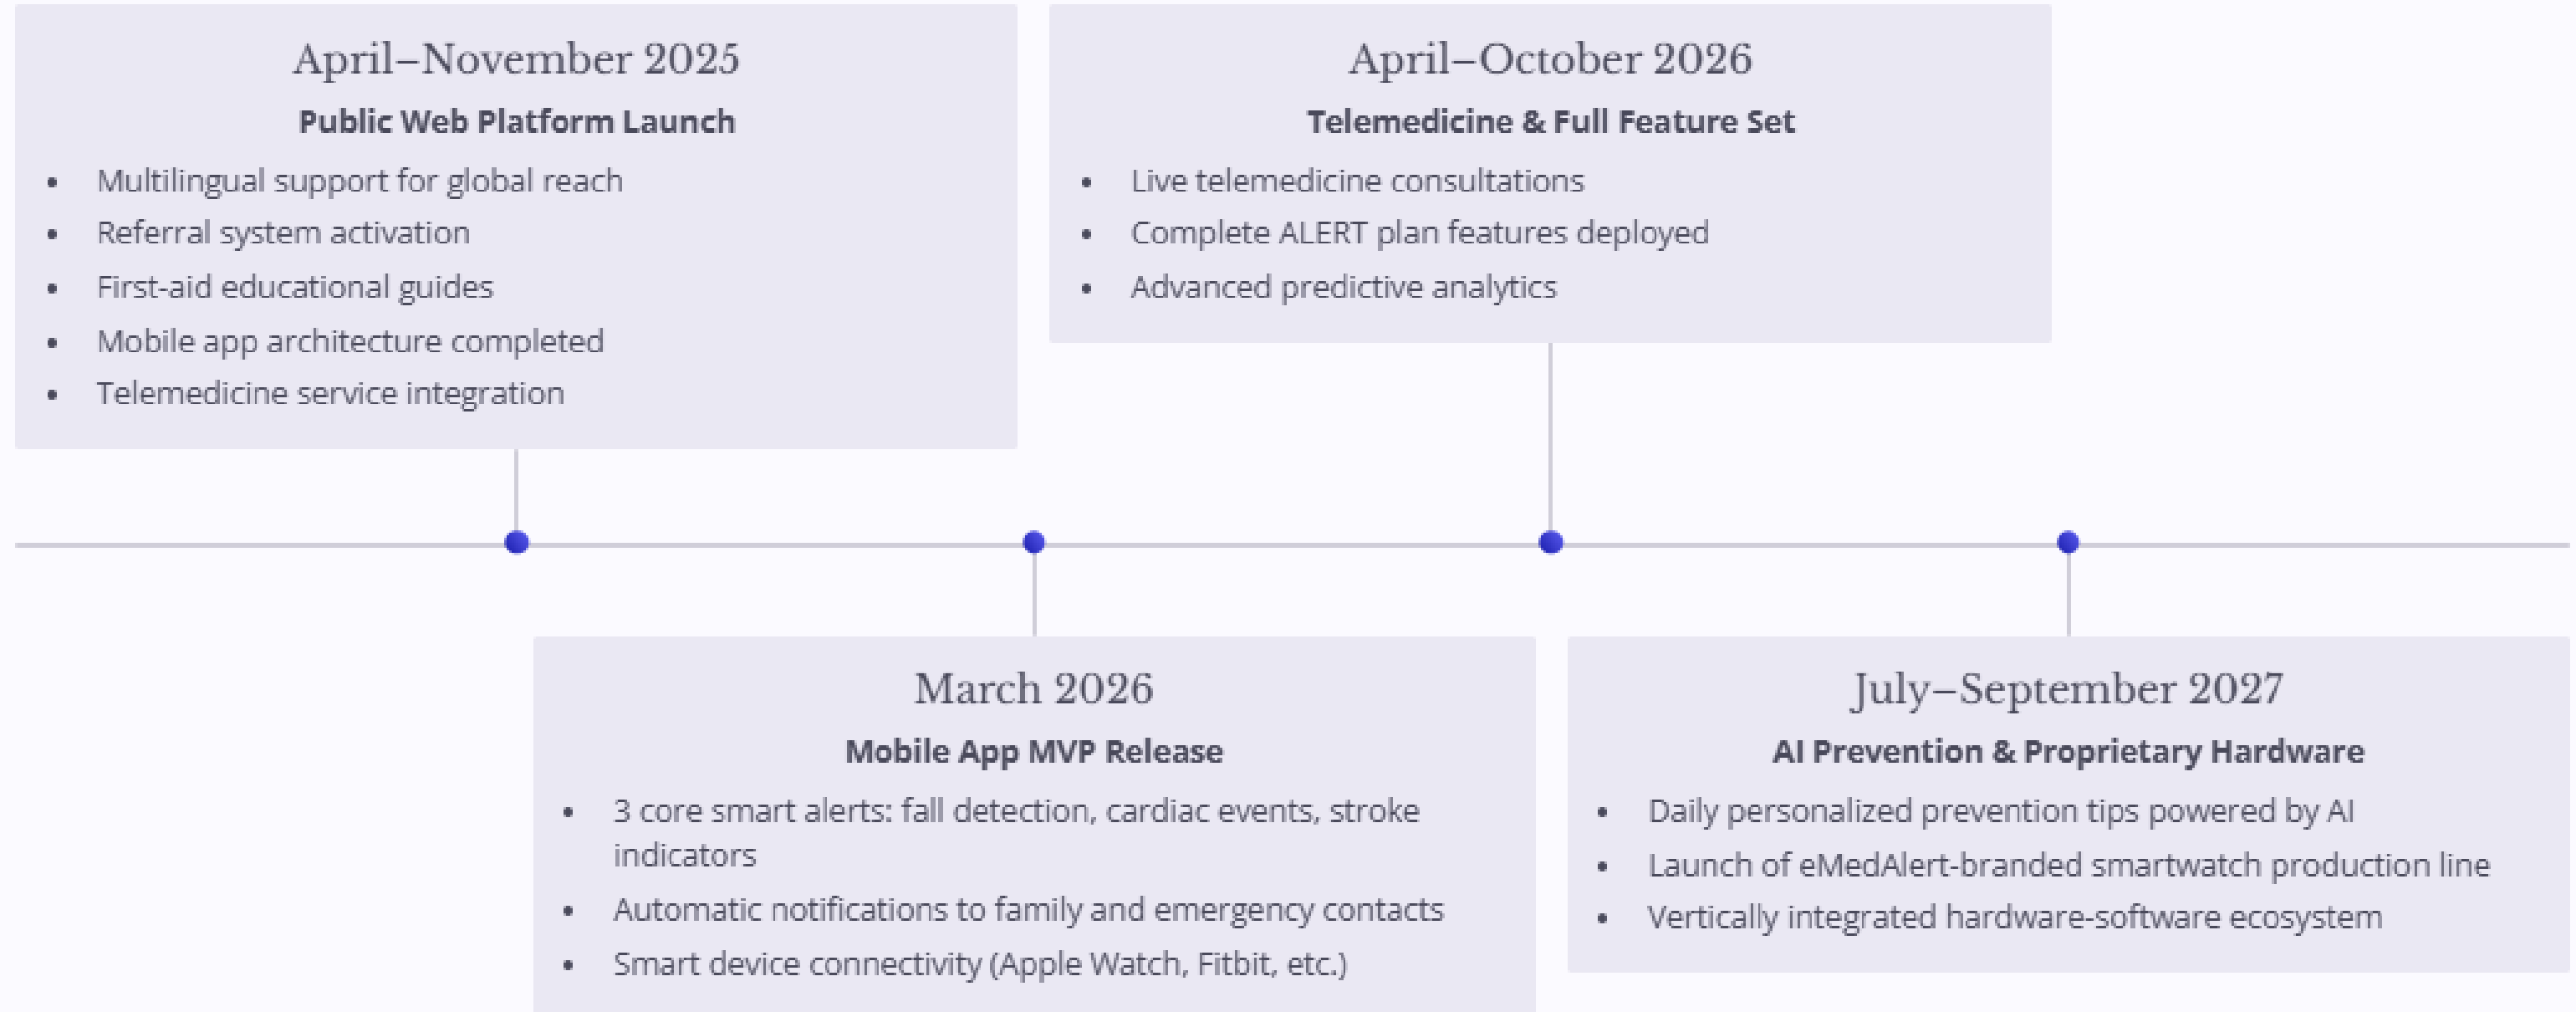 April–November 2025
Public Web Platform Launch
• Multilingual support for global reach
• Referral system activation
• First-aid educational guides
• Mobile app architecture completed
• Telemedicine service integration
April–October 2026
Telemedicine & Full Feature Set
• Live telemedicine consultations
• Complete ALERT plan features deployed
• Advanced predictive analytics
March 2026
Mobile App MVP Release
• 3 core smart alerts: fall detection, cardiac events, stroke
indicators
• Automatic notifications to family and emergency contacts
• Smart device connectivity (Apple Watch, Fitbit, etc.)
July–September 2027
AI Prevention & Proprietary Hardware
• Daily personalized prevention tips powered by AI
• Launch of eMedAlert-branded smartwatch production line
• Vertically integrated hardware-software ecosystem